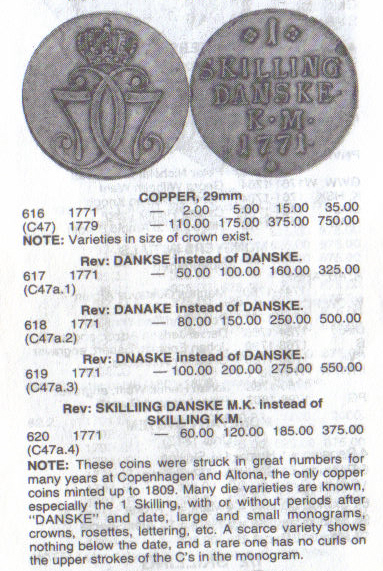 1
SKILLING
DANSKE
K·M·
1771
COPPER, 29mm
616 1771 — 2.00 5.00 15.00 35.00
(C47) 1779 — 110.00 175.00 375.00 750.00
NOTE: Varieties in size of crown exist.
Rev: DANKSE instead of DANSKE.
617 1771 — 50.00 100.00 160.00 325.00
(C47a.1)
Rev: DANAKE instead of DANSKE.
618 1771 — 80.00 150.00 250.00 500.00
(C47a.2)
Rev: DNASKE instead of DANSKE.
619 1771 — 100.00 200.00 275.00 550.00
(C47a.3)
Rev: SKILLIING DANSKE M.K. instead of
SKILLING K.M.
620 1771 — 60.00 120.00 185.00 375.00
(C47a.4)
NOTE: These coins were struck in great numbers for
many years at Copenhagen and Altona, the only copper
coins minted up to 1809. Many die varieties are known,
especially the 1 Skilling, with or without periods after
"DANSKE" and date, large and small monograms,
crowns, rosettes, lettering, etc. A scarce variety shows
nothing below the date, and a rare one has no curls on
the upper strokes of the C's in the monogram.